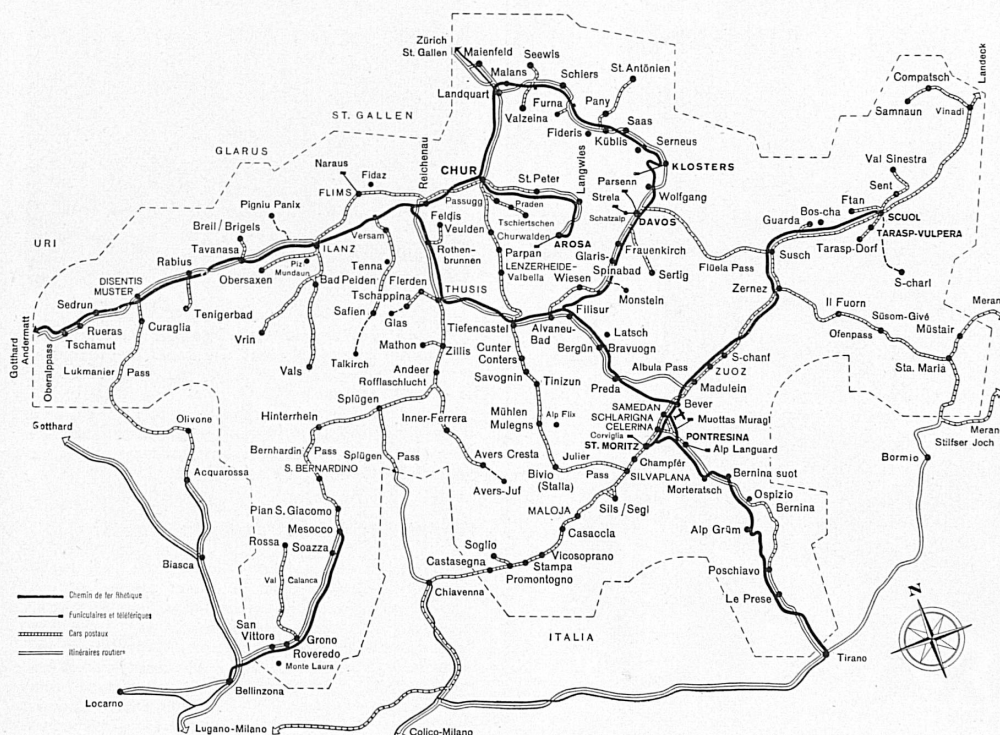 Zürich
St. Gallen
Maienfeld
Seewis
Malans
Schiers
St. Antönien
Landquart
Furna
Pany
Valzeina
Saas
Fideris
Küblis
Serneus
KLOSTERS
Compatsch
Samnaun
Vinadi
Landeck
ST. GALLEN
GLARUS
URI
Naraus
Fidaz
FLIMS
Reichenau
CHUR
St. Peter
Langwies
Parsenn
Wolfgang
Strela
Schatzalp
DAVOS
Val Sinestra
Sent
Ftan
Bos-cha
Guarda
SCUOL
TARASP-VULPERA
Tarasp-Dorf
S-charl
Passugg
Praden
Tschiertschen
Churwalden
AROSA
Pigniu Panix
Breil / Brigels
Tavanasa
Versam
Feldis
Veulden
Rothen-
brunnen
Parpan
LENZERHEIDE-
Valbella
Glaris
Frauenkirch
Spinabad
Wiesen
Sertig
Monstein
Flüela Pass
Susch
Zernez
ILANZ
Rabius
Piz
Mundaun
Obersaxen
Bad Peiden
Tenna
Flerden
Tschappina
THUSIS
DISENTIS
MUSTER
Sedrun
Rueras
Tschamut
Curaglia
Tenigerbad
Vrin
Vals
Safien
Talkirch
Glas
Mathon
Zillis
Andeer
Rofflaschlucht
Tiefencastel
Filisur
Alvaneu-
Bad
Latsch
Bergün
Bravuogn
Preda
Albula Pass
Cunter
Conters
Savognin
Tinizun
Il Fuorn
Süsom-Givé
Ofenpass
Müstair
Meran
Sta. Maria
S-chanf
ZUOZ
Madulein
Bever
Gotthard
Andermatt
Oberalppass
Lukmanier Pass
Splügen
Hinterrhein
Inner-Ferrera
Mühlen
Mulegns
Alp Flix
SAMEDAN
SCHLARIGNA
CELERINA
Corviglia
ST. MORITZ
Muottas Muragl
PONTRESINA
Alp Languard
Gotthard
Olivone
Acquarossa
Bernhardin Pass
S. BERNARDINO
Splügen Pass
Avers Cresta
Avers-Juf
Bivio
(Stalla)
Julier
Pass
Champfèr
SILVAPLANA
Bernina suot
Morteratsch
Ospizio
Bernina
Meran
Stilfser Joch
Bormio
Pian S. Giacomo
Mesocco
Rossa
Soazza
Val Calanca
MALOJA
Sils / Segl
Casaccia
Vicosoprano
Soglio
Castasegna
Stampa
Promontogno
Alp Grüm
Poschiavo
Le Prese
Biasca
Chiavenna
Chemin de fer Rhétique
Funiculaires et téléfériques
Cars postaux
Itinéraires routiers
San
Vittore
Grono
Roveredo
Monte Laura
ITALIA
N
Tirano
Locarno
Bellinzona
Lugano-Milano
Colico-Milano